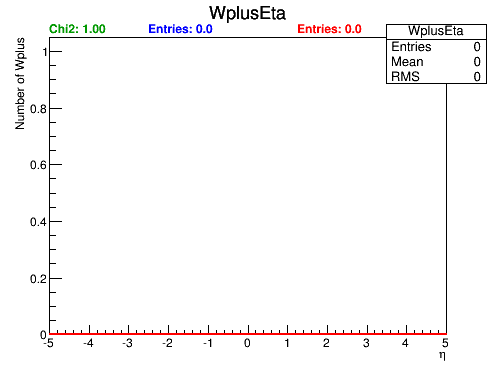 WplusEta
Chi2: 1.00 Entries: 0.0 Entries: 0.0
WplusEta
Entries 0
Mean 0
RMS 0
Number of Wplus
1
0.8
0.6
0.4
0.2
0
-5 -4 -3 -2 -1 0 1 2 3 4 5
η